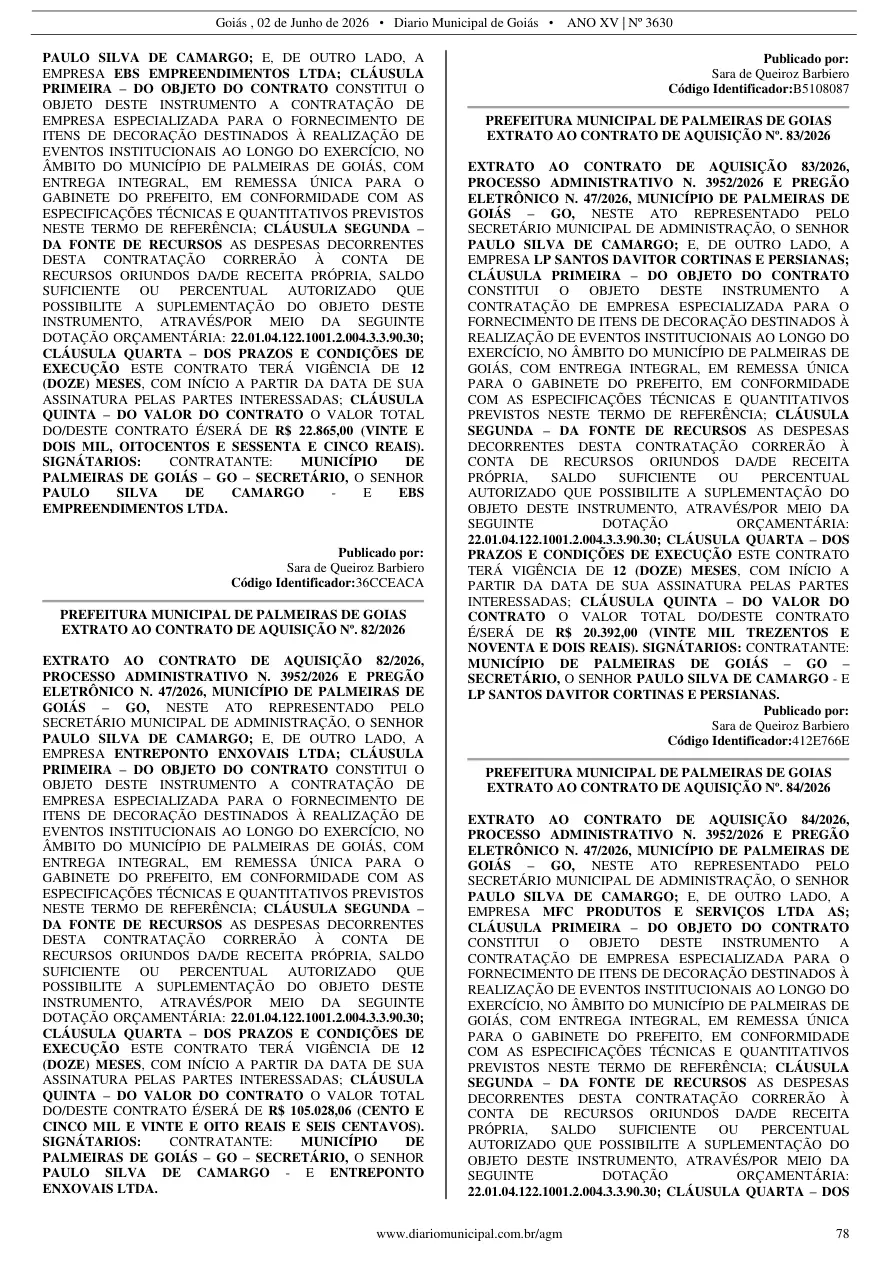 Goiás , 02 de Junho de 2026 • Diario Municipal de Goiás • ANO XV | Nº 3630
PAULO SILVA DE CAMARGO; E, DE OUTRO LADO, A
EMPRESA EBS EMPREENDIMENTOS LTDA; CLÁUSULA
PRIMEIRA – DO OBJETO DO CONTRATO CONSTITUI O
OBJETO DESTE INSTRUMENTO A CONTRATAÇÃO DE
EMPRESA ESPECIALIZADA PARA O FORNECIMENTO DE
ITENS DE DECORAÇÃO DESTINADOS À REALIZAÇÃO DE
EVENTOS INSTITUCIONAIS AO LONGO DO EXERCÍCIO, NO
ÂMBITO DO MUNICÍPIO DE PALMEIRAS DE GOIÁS, COM
ENTREGA INTEGRAL, EM REMESSA ÚNICA PARA O
GABINETE DO PREFEITO, EM CONFORMIDADE COM AS
ESPECIFICAÇÕES TÉCNICAS E QUANTITATIVOS PREVISTOS
NESTE TERMO DE REFERÊNCIA; CLÁUSULA SEGUNDA –
DA FONTE DE RECURSOS AS DESPESAS DECORRENTES
DESTA CONTRATAÇÃO CORRERÃO À CONTA DE
RECURSOS ORIUNDOS DA/DE RECEITA PRÓPRIA, SALDO
SUFICIENTE OU PERCENTUAL AUTORIZADO QUE
POSSIBILITE A SUPLEMENTAÇÃO DO OBJETO DESTE
INSTRUMENTO, ATRAVÉS/POR MEIO DA SEGUINTE
DOTAÇÃO ORÇAMENTÁRIA: 22.01.04.122.1001.2.004.3.3.90.30;
CLÁUSULA QUARTA – DOS PRAZOS E CONDIÇÕES DE
EXECUÇÃO ESTE CONTRATO TERÁ VIGÊNCIA DE 12
(DOZE) MESES, COM INÍCIO A PARTIR DA DATA DE SUA
ASSINATURA PELAS PARTES INTERESSADAS; CLÁUSULA
QUINTA – DO VALOR DO CONTRATO O VALOR TOTAL
DO/DESTE CONTRATO É/SERÁ DE R$ 22.865,00 (VINTE E
DOIS MIL, OITOCENTOS E SESSENTA E CINCO REAIS).
SIGNÁTARIOS: CONTRATANTE: MUNICÍPIO DE
PALMEIRAS DE GOIÁS – GO – SECRETÁRIO, O SENHOR
PAULO SILVA DE CAMARGO - E EBS
EMPREENDIMENTOS LTDA.
Publicado por:
Sara de Queiroz Barbiero
Código Identificador:36CCEACA
PREFEITURA MUNICIPAL DE PALMEIRAS DE GOIAS
EXTRATO AO CONTRATO DE AQUISIÇÃO Nº. 82/2026
EXTRATO AO CONTRATO DE AQUISIÇÃO 82/2026,
PROCESSO ADMINISTRATIVO N. 3952/2026 E PREGÃO
ELETRÔNICO N. 47/2026, MUNICÍPIO DE PALMEIRAS DE
GOIÁS – GO, NESTE ATO REPRESENTADO PELO
SECRETÁRIO MUNICIPAL DE ADMINISTRAÇÃO, O SENHOR
PAULO SILVA DE CAMARGO; E, DE OUTRO LADO, A
EMPRESA ENTREPONTO ENXOVAIS LTDA; CLÁUSULA
PRIMEIRA – DO OBJETO DO CONTRATO CONSTITUI O
OBJETO DESTE INSTRUMENTO A CONTRATAÇÃO DE
EMPRESA ESPECIALIZADA PARA O FORNECIMENTO DE
ITENS DE DECORAÇÃO DESTINADOS À REALIZAÇÃO DE
EVENTOS INSTITUCIONAIS AO LONGO DO EXERCÍCIO, NO
ÂMBITO DO MUNICÍPIO DE PALMEIRAS DE GOIÁS, COM
ENTREGA INTEGRAL, EM REMESSA ÚNICA PARA O
GABINETE DO PREFEITO, EM CONFORMIDADE COM AS
ESPECIFICAÇÕES TÉCNICAS E QUANTITATIVOS PREVISTOS
NESTE TERMO DE REFERÊNCIA; CLÁUSULA SEGUNDA –
DA FONTE DE RECURSOS AS DESPESAS DECORRENTES
DESTA CONTRATAÇÃO CORRERÃO À CONTA DE
RECURSOS ORIUNDOS DA/DE RECEITA PRÓPRIA, SALDO
SUFICIENTE OU PERCENTUAL AUTORIZADO QUE
POSSIBILITE A SUPLEMENTAÇÃO DO OBJETO DESTE
INSTRUMENTO, ATRAVÉS/POR MEIO DA SEGUINTE
DOTAÇÃO ORÇAMENTÁRIA: 22.01.04.122.1001.2.004.3.3.90.30;
CLÁUSULA QUARTA – DOS PRAZOS E CONDIÇÕES DE
EXECUÇÃO ESTE CONTRATO TERÁ VIGÊNCIA DE 12
(DOZE) MESES, COM INÍCIO A PARTIR DA DATA DE SUA
ASSINATURA PELAS PARTES INTERESSADAS; CLÁUSULA
QUINTA – DO VALOR DO CONTRATO O VALOR TOTAL
DO/DESTE CONTRATO É/SERÁ DE R$ 105.028,06 (CENTO E
CINCO MIL E VINTE E OITO REAIS E SEIS CENTAVOS).
SIGNÁTARIOS: CONTRATANTE: MUNICÍPIO DE
PALMEIRAS DE GOIÁS – GO – SECRETÁRIO, O SENHOR
PAULO SILVA DE CAMARGO - E ENTREPONTO
ENXOVAIS LTDA.
Publicado por:
Sara de Queiroz Barbiero
Código Identificador:B5108087
PREFEITURA MUNICIPAL DE PALMEIRAS DE GOIAS
EXTRATO AO CONTRATO DE AQUISIÇÃO Nº. 83/2026
EXTRATO AO CONTRATO DE AQUISIÇÃO 83/2026,
PROCESSO ADMINISTRATIVO N. 3952/2026 E PREGÃO
ELETRÔNICO N. 47/2026, MUNICÍPIO DE PALMEIRAS DE
GOIÁS – GO, NESTE ATO REPRESENTADO PELO
SECRETÁRIO MUNICIPAL DE ADMINISTRAÇÃO, O SENHOR
PAULO SILVA DE CAMARGO; E, DE OUTRO LADO, A
EMPRESA LP SANTOS DAVITOR CORTINAS E PERSIANAS;
CLÁUSULA PRIMEIRA – DO OBJETO DO CONTRATO
CONSTITUI O OBJETO DESTE INSTRUMENTO A
CONTRATAÇÃO DE EMPRESA ESPECIALIZADA PARA O
FORNECIMENTO DE ITENS DE DECORAÇÃO DESTINADOS À
REALIZAÇÃO DE EVENTOS INSTITUCIONAIS AO LONGO DO
EXERCÍCIO, NO ÂMBITO DO MUNICÍPIO DE PALMEIRAS DE
GOIÁS, COM ENTREGA INTEGRAL, EM REMESSA ÚNICA
PARA O GABINETE DO PREFEITO, EM CONFORMIDADE
COM AS ESPECIFICAÇÕES TÉCNICAS E QUANTITATIVOS
PREVISTOS NESTE TERMO DE REFERÊNCIA; CLÁUSULA
SEGUNDA – DA FONTE DE RECURSOS AS DESPESAS
DECORRENTES DESTA CONTRATAÇÃO CORRERÃO À
CONTA DE RECURSOS ORIUNDOS DA/DE RECEITA
PRÓPRIA, SALDO SUFICIENTE OU PERCENTUAL
AUTORIZADO QUE POSSIBILITE A SUPLEMENTAÇÃO DO
OBJETO DESTE INSTRUMENTO, ATRAVÉS/POR MEIO DA
SEGUINTE DOTAÇÃO ORÇAMENTÁRIA:
22.01.04.122.1001.2.004.3.3.90.30; CLÁUSULA QUARTA – DOS
PRAZOS E CONDIÇÕES DE EXECUÇÃO ESTE CONTRATO
TERÁ VIGÊNCIA DE 12 (DOZE) MESES, COM INÍCIO A
PARTIR DA DATA DE SUA ASSINATURA PELAS PARTES
INTERESSADAS; CLÁUSULA QUINTA – DO VALOR DO
CONTRATO O VALOR TOTAL DO/DESTE CONTRATO
É/SERÁ DE R$ 20.392,00 (VINTE MIL TREZENTOS E
NOVENTA E DOIS REAIS). SIGNÁTARIOS: CONTRATANTE:
MUNICÍPIO DE PALMEIRAS DE GOIÁS – GO –
SECRETÁRIO, O SENHOR PAULO SILVA DE CAMARGO - E
LP SANTOS DAVITOR CORTINAS E PERSIANAS.
Publicado por:
Sara de Queiroz Barbiero
Código Identificador:412E766E
PREFEITURA MUNICIPAL DE PALMEIRAS DE GOIAS
EXTRATO AO CONTRATO DE AQUISIÇÃO Nº. 84/2026
EXTRATO AO CONTRATO DE AQUISIÇÃO 84/2026,
PROCESSO ADMINISTRATIVO N. 3952/2026 E PREGÃO
ELETRÔNICO N. 47/2026, MUNICÍPIO DE PALMEIRAS DE
GOIÁS – GO, NESTE ATO REPRESENTADO PELO
SECRETÁRIO MUNICIPAL DE ADMINISTRAÇÃO, O SENHOR
PAULO SILVA DE CAMARGO; E, DE OUTRO LADO, A
EMPRESA MFC PRODUTOS E SERVIÇOS LTDA AS;
CLÁUSULA PRIMEIRA – DO OBJETO DO CONTRATO
CONSTITUI O OBJETO DESTE INSTRUMENTO A
CONTRATAÇÃO DE EMPRESA ESPECIALIZADA PARA O
FORNECIMENTO DE ITENS DE DECORAÇÃO DESTINADOS À
REALIZAÇÃO DE EVENTOS INSTITUCIONAIS AO LONGO DO
EXERCÍCIO, NO ÂMBITO DO MUNICÍPIO DE PALMEIRAS DE
GOIÁS, COM ENTREGA INTEGRAL, EM REMESSA ÚNICA
PARA O GABINETE DO PREFEITO, EM CONFORMIDADE
COM AS ESPECIFICAÇÕES TÉCNICAS E QUANTITATIVOS
PREVISTOS NESTE TERMO DE REFERÊNCIA; CLÁUSULA
SEGUNDA – DA FONTE DE RECURSOS AS DESPESAS
DECORRENTES DESTA CONTRATAÇÃO CORRERÃO À
CONTA DE RECURSOS ORIUNDOS DA/DE RECEITA
PRÓPRIA, SALDO SUFICIENTE OU PERCENTUAL
AUTORIZADO QUE POSSIBILITE A SUPLEMENTAÇÃO DO
OBJETO DESTE INSTRUMENTO, ATRAVÉS/POR MEIO DA
SEGUINTE DOTAÇÃO ORÇAMENTÁRIA:
22.01.04.122.1001.2.004.3.3.90.30; CLÁUSULA QUARTA – DOS
www.diariomunicipal.com.br/agm 78